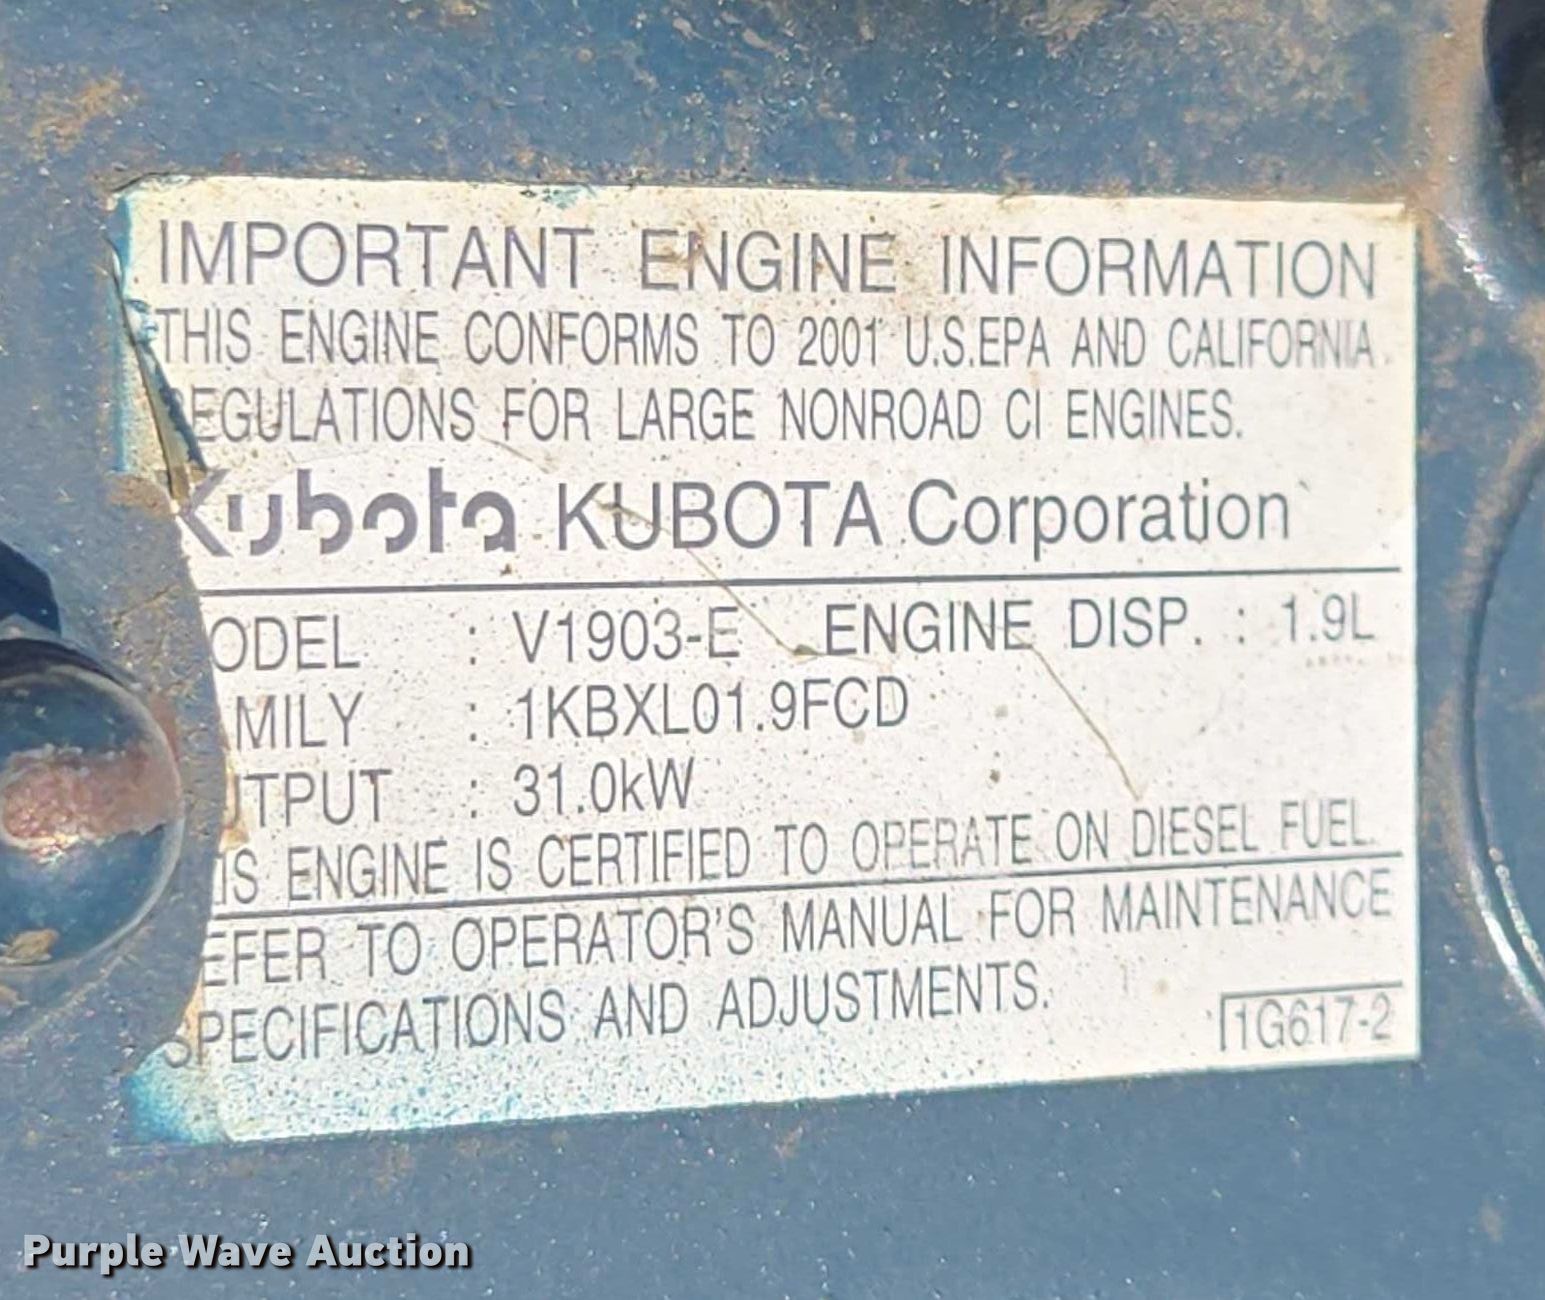 IMPORTANT ENGINE INFORMATION
THIS ENGINE CONFORMS TO 2001 U.S.EPA AND CALIFORNIA
REGULATIONS FOR LARGE NONROAD CI ENGINES.
Kubota KUBOTA Corporation
ODEL : V1903-E ENGINE DISP. : 1.9L
MILY : 1KBXL01.9FCD
UTPUT : 31.0kW
IS ENGINE IS CERTIFIED TO OPERATE ON DIESEL FUEL.
EFER TO OPERATOR'S MANUAL FOR MAINTENANCE
SPECIFICATIONS AND ADJUSTMENTS.
1G617-2
Purple Wave Auction